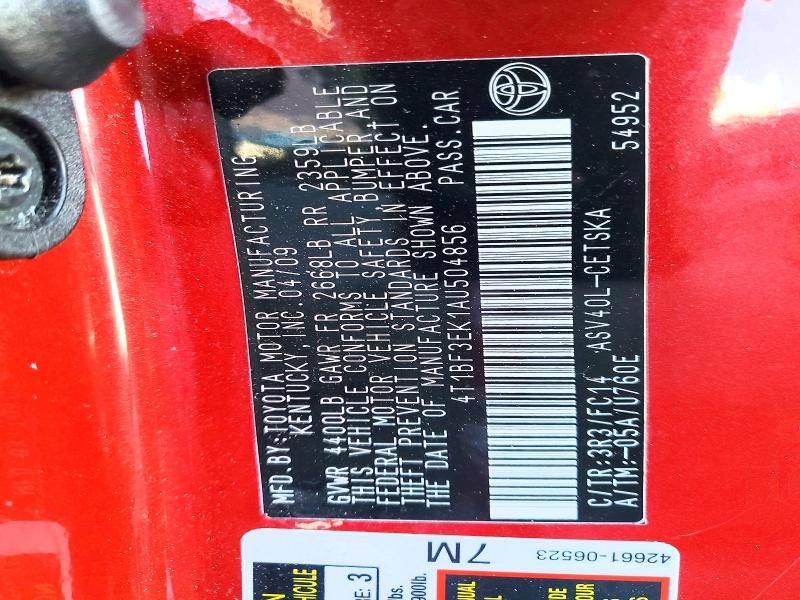 MFD.BY:TOYOTA MOTOR MANUFACTURING
KENTUCKY, INC. 04/09
GVWR 4400LB GAWR FR 2668LB RR 2359LB
THIS VEHICLE CONFORMS TO ALL APPLICABLE
FEDERAL MOTOR VEHICLE SAFETY, BUMPER, AND
THEFT PREVENTION STANDARDS IN EFFECT ON
THE DATE OF MANUFACTURE SHOWN ABOVE.
4T1BF3EK1AU504856 PASS.CAR
C/TR:3R3/FC14 ASV40L-CETSKA
A/TM:-05A/U760E 54952
42661-06523
7M